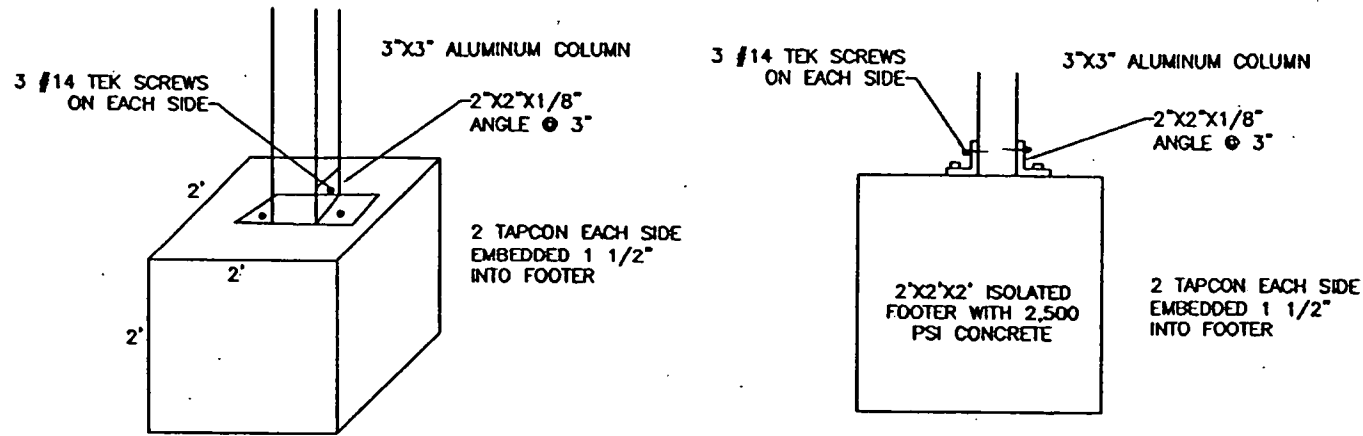 3"X3" ALUMINUM COLUMN
3 #14 TEK SCREWS
ON EACH SIDE
2"X2"X1/8"
ANGLE @ 3"
2'
2'
2'
2 TAPCON EACH SIDE
EMBEDDED 1 1/2"
INTO FOOTER
3 #14 TEK SCREWS
ON EACH SIDE
3"X3" ALUMINUM COLUMN
2"X2"X1/8"
ANGLE @ 3"
2'X2'X2' ISOLATED
FOOTER WITH 2,500
PSI CONCRETE
2 TAPCON EACH SIDE
EMBEDDED 1 1/2"
INTO FOOTER